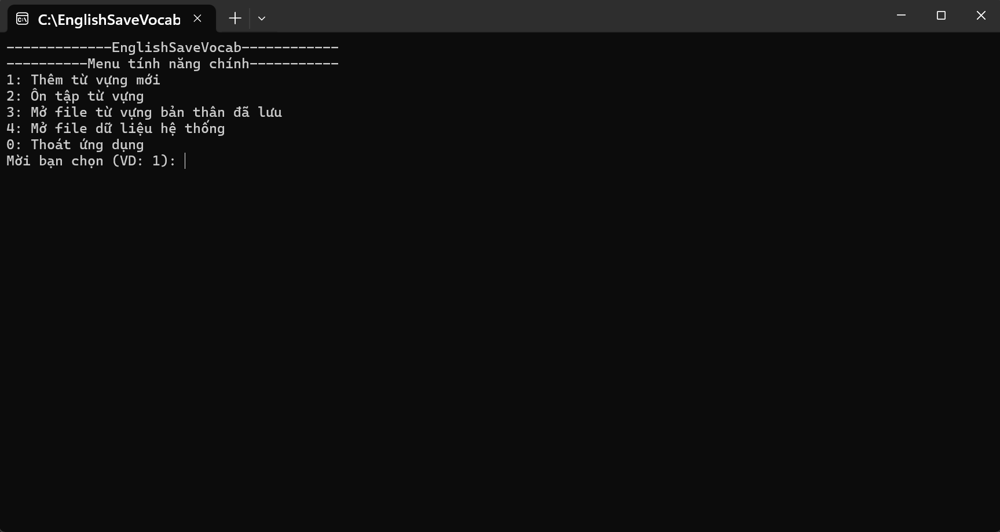 C:\EnglishSaveVocab
-------------EnglishSaveVocab------------
----------Menu tính năng chính-----------
1: Thêm từ vựng mới
2: Ôn tập từ vựng
3: Mở file từ vựng bản thân đã lưu
4: Mở file dữ liệu hệ thống
0: Thoát ứng dụng
Mời bạn chọn (VD: 1):